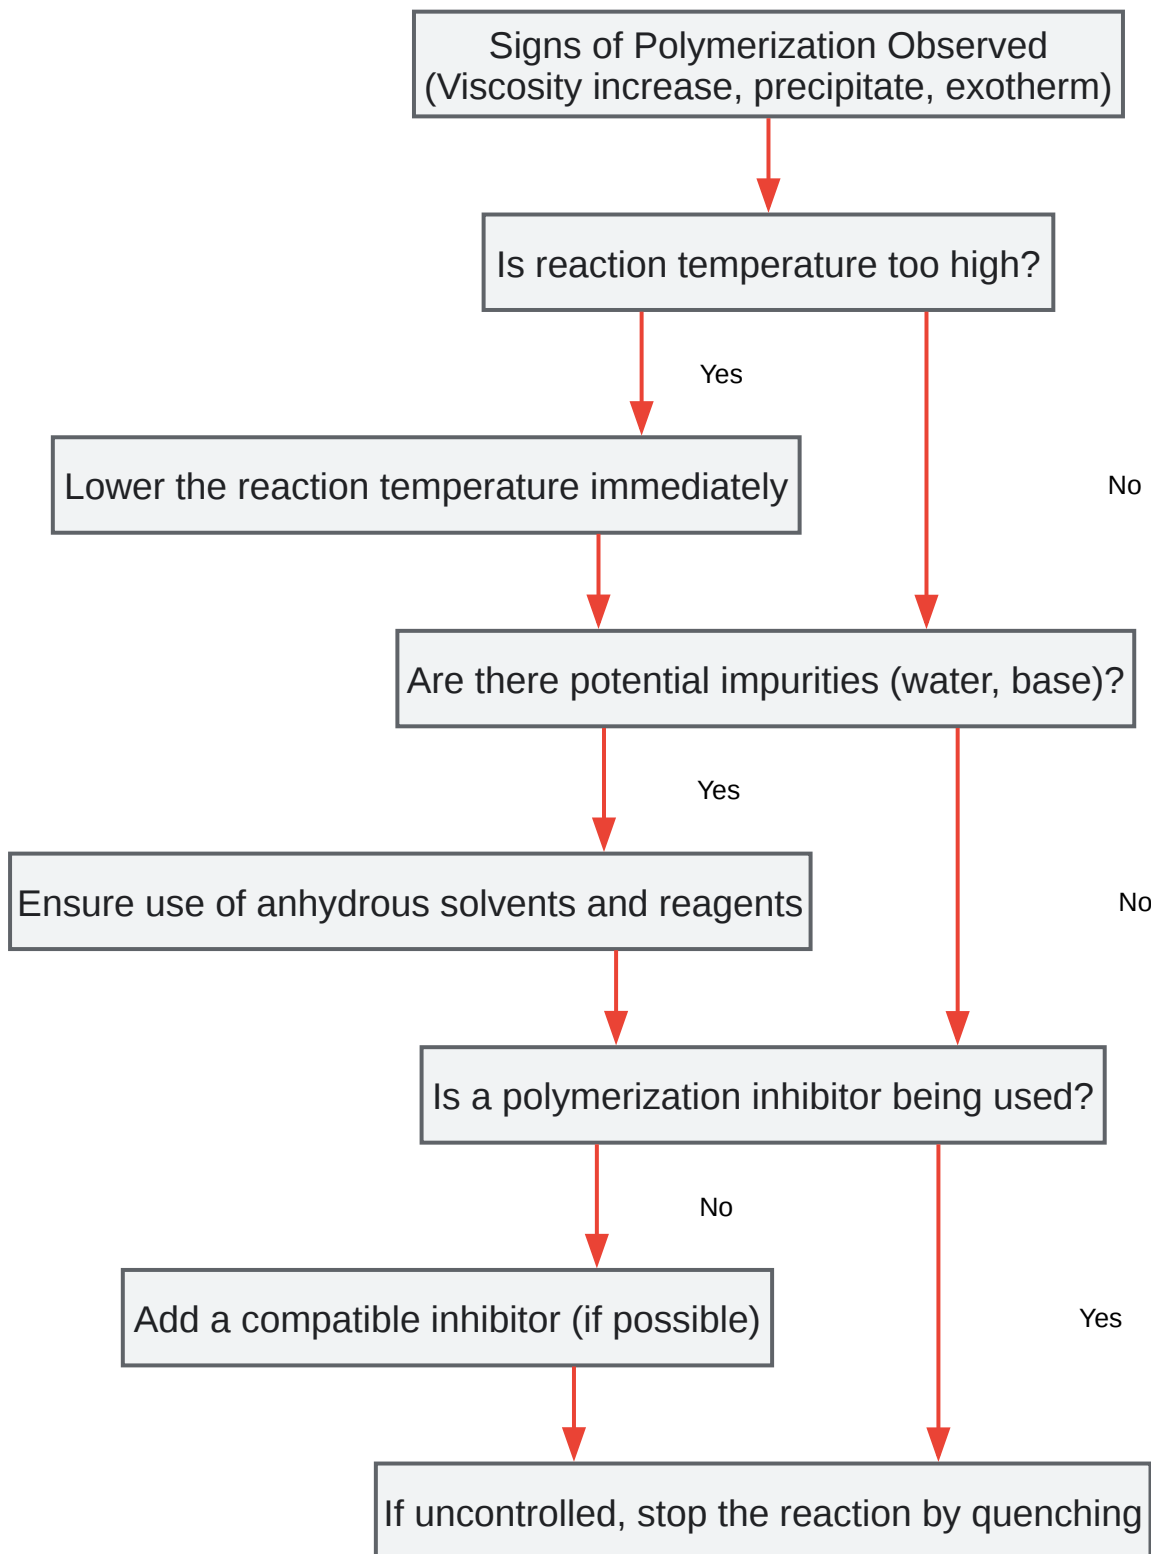 Signs of Polymerization Observed
(Viscosity increase, precipitate, exotherm)
Is reaction temperature too high?
Yes
Lower the reaction temperature immediately
No
Are there potential impurities (water, base)?
Yes
Ensure use of anhydrous solvents and reagents
No
Is a polymerization inhibitor being used?
No
Add a compatible inhibitor (if possible)
Yes
If uncontrolled, stop the reaction by quenching